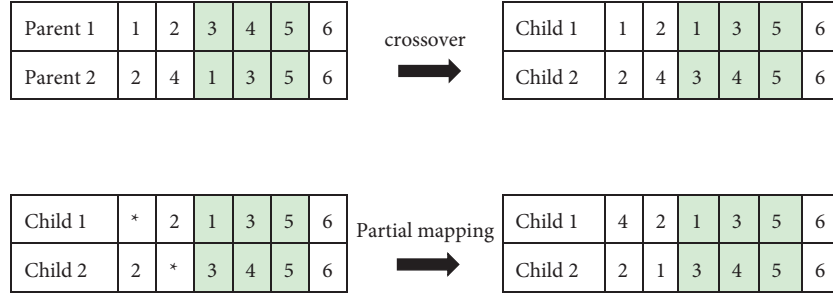 Parent 1 1 2 3 4 5 6
Parent 2 2 4 1 3 5 6
crossover
Child 1 1 2 1 3 5 6
Child 2 2 4 3 4 5 6
Child 1 * 2 1 3 5 6
Child 2 2 * 3 4 5 6
Partial mapping
Child 1 4 2 1 3 5 6
Child 2 2 1 3 4 5 6